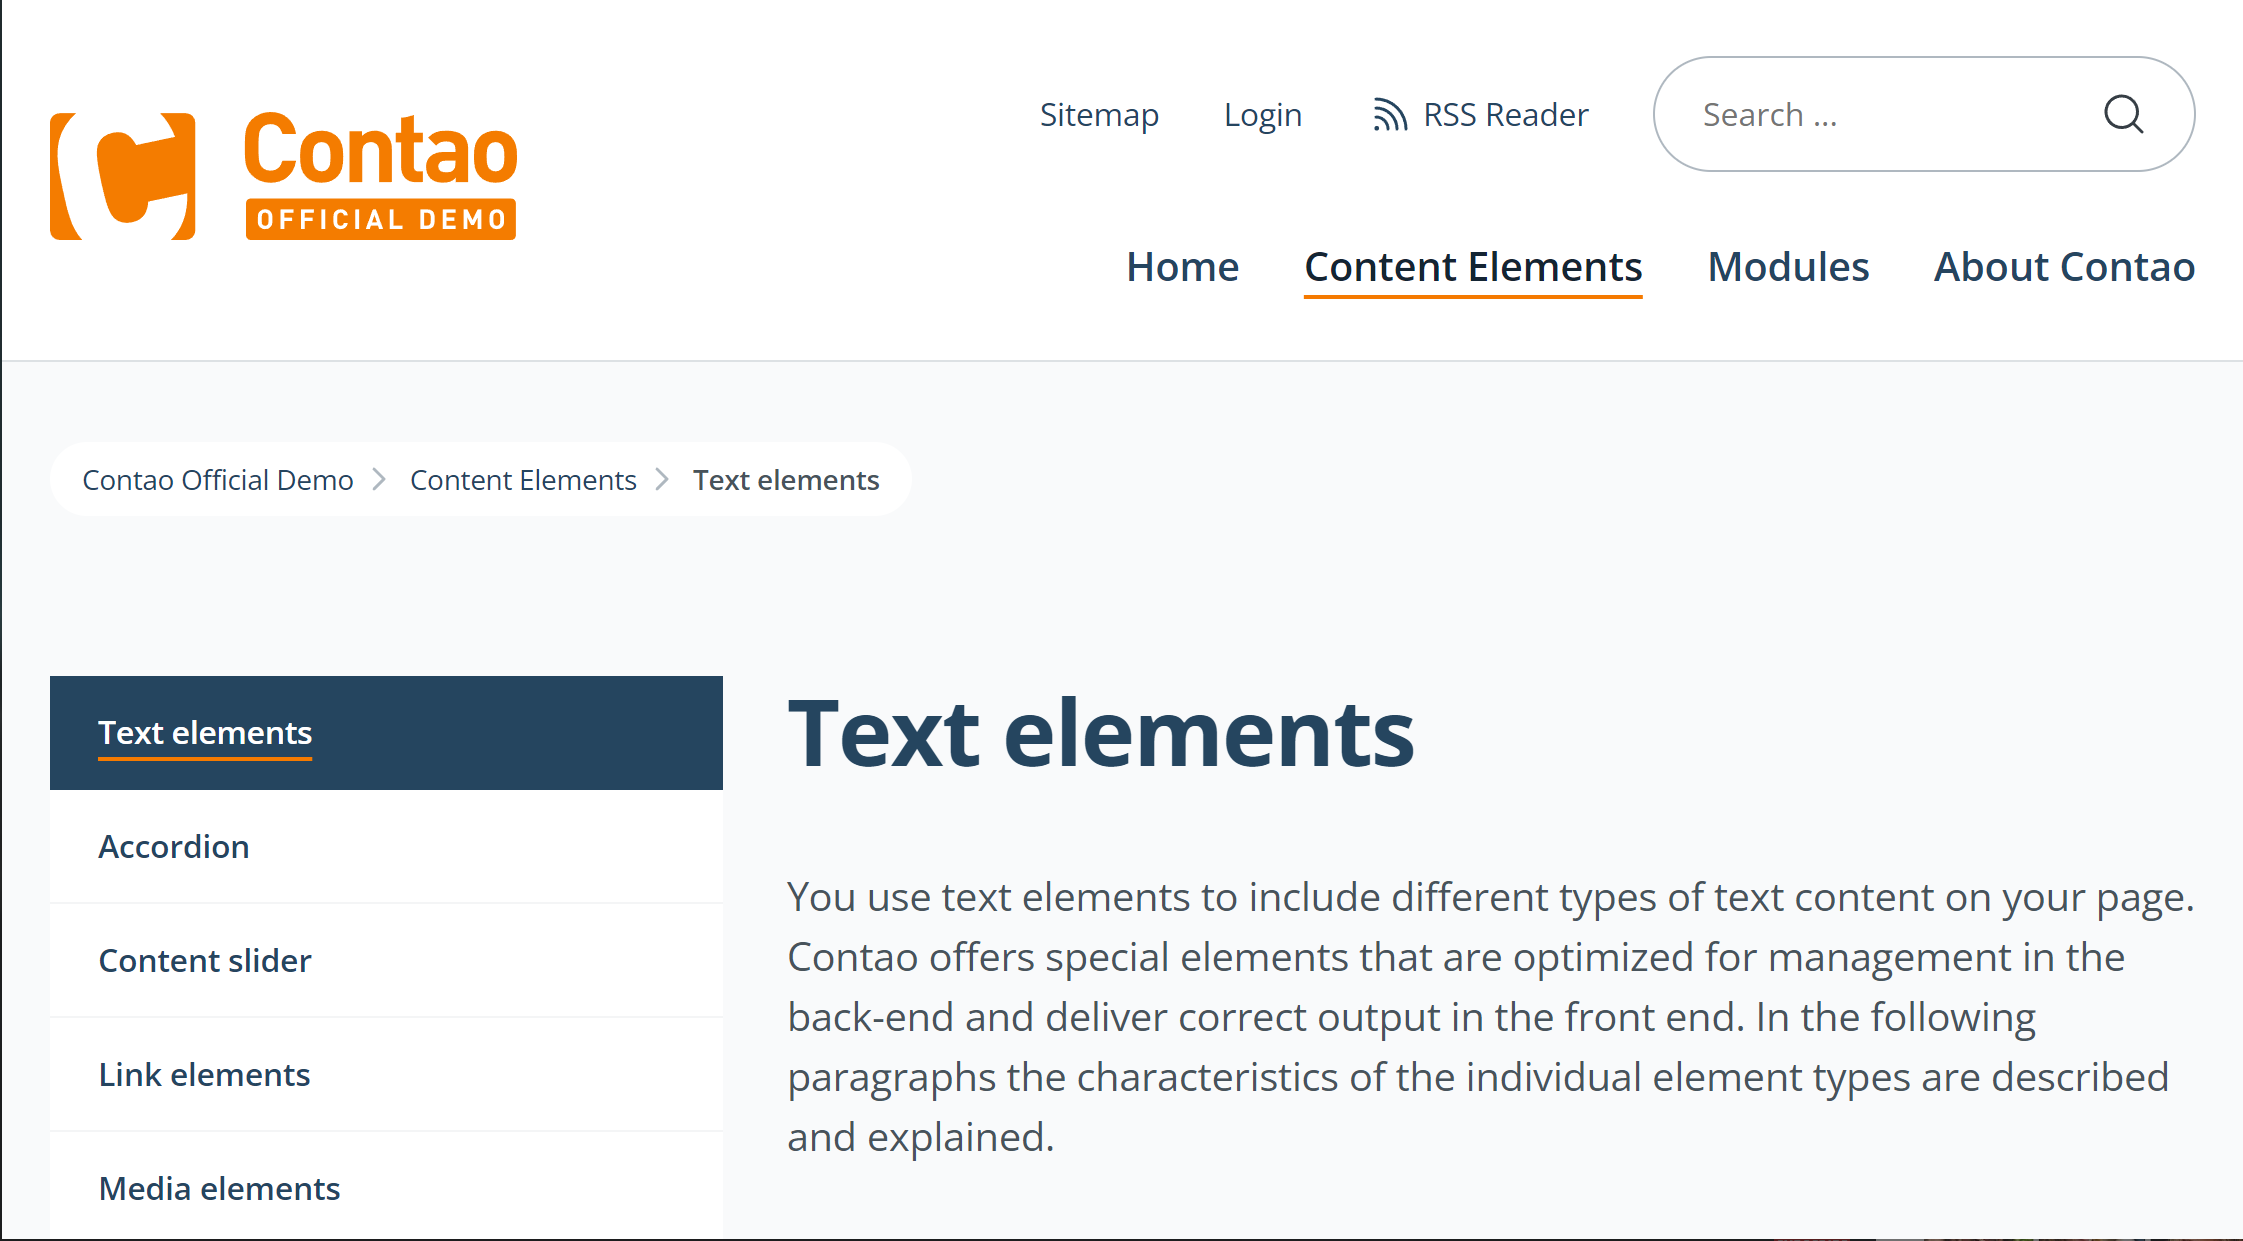 Contao
OFFICIAL DEMO
Sitemap
Login
RSS Reader
Search ...
Home
Content Elements
Modules
About Contao
Contao Official Demo
Content Elements
Text elements
Text elements
Accordion
Content slider
Link elements
Media elements
Text elements
You use text elements to include different types of text content on your page.
Contao offers special elements that are optimized for management in the
back-end and deliver correct output in the front end. In the following
paragraphs the characteristics of the individual element types are described
and explained.